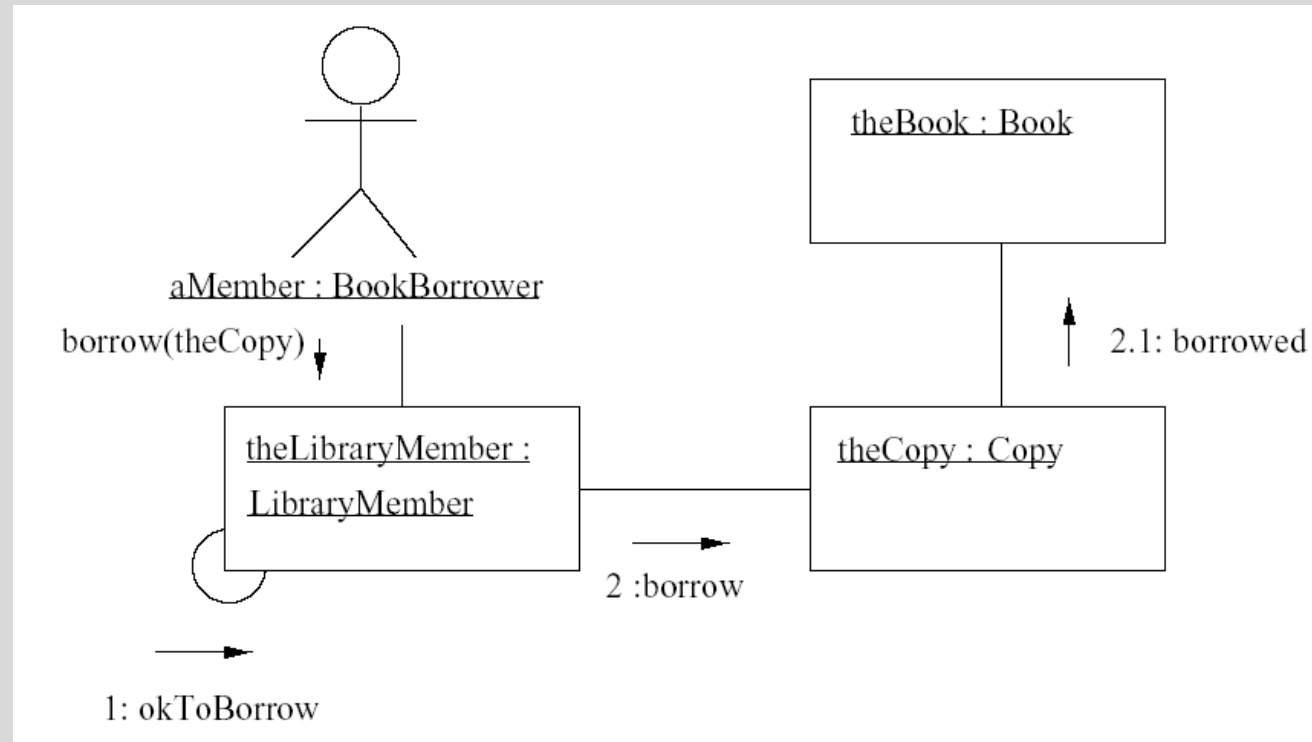 theBook : Book
aMember : BookBorrower
borrow(theCopy)
2.1: borrowed
theLibraryMember :
LibraryMember
theCopy : Copy
2 :borrow
1: okToBorrow